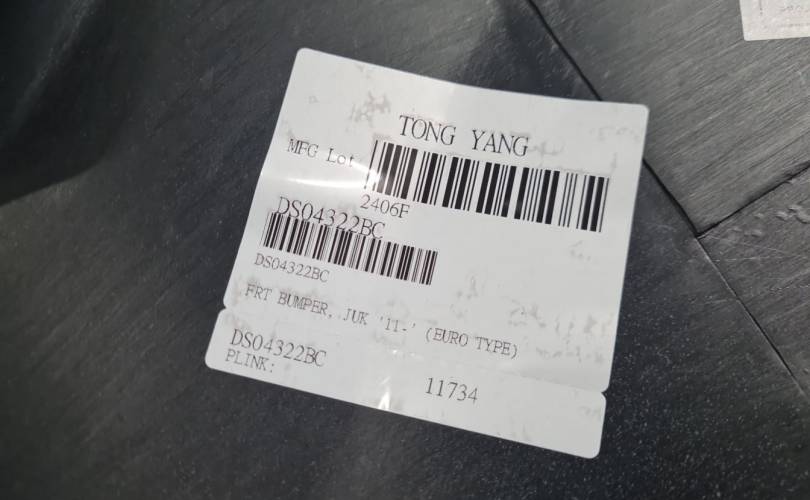 TONG YANG
MFG Lot
2406F
DS04322BC
DS04322BC
FRT BUMPER, JUK '11-' (EURO TYPE)
DS04322BC
PLINK:
11734